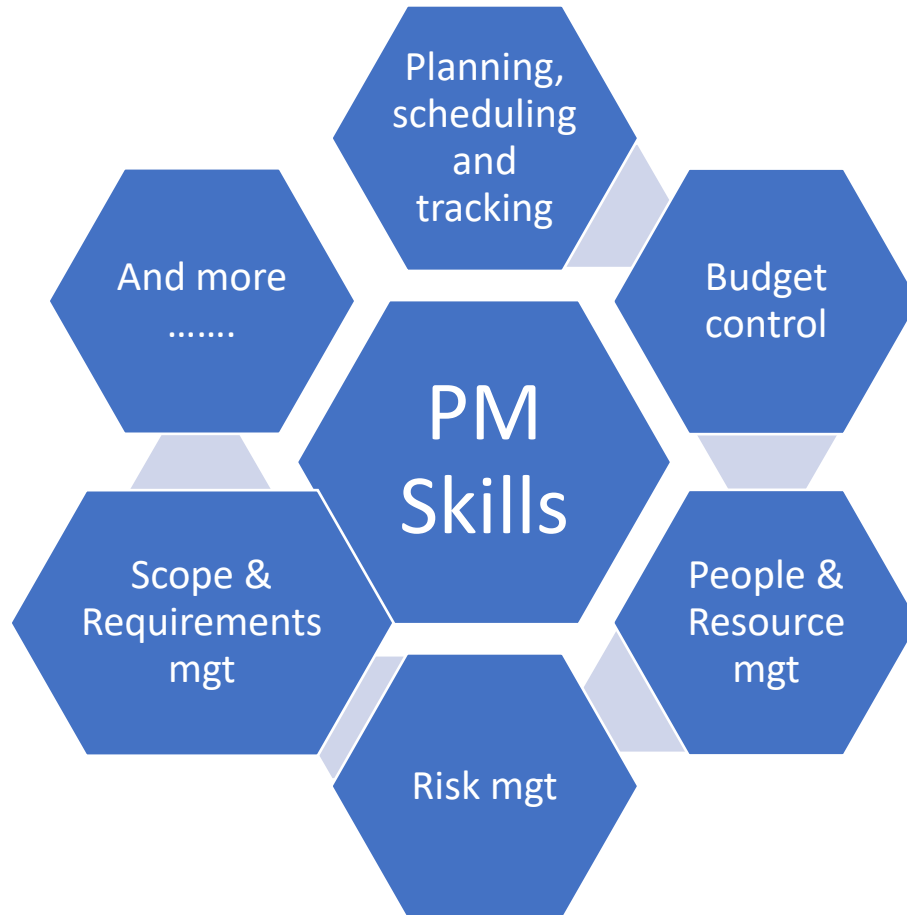 Planning,
scheduling
and
tracking
And more
…….
Budget
control
PM
Skills
Scope &
Requirements
mgt
People &
Resource
mgt
Risk mgt